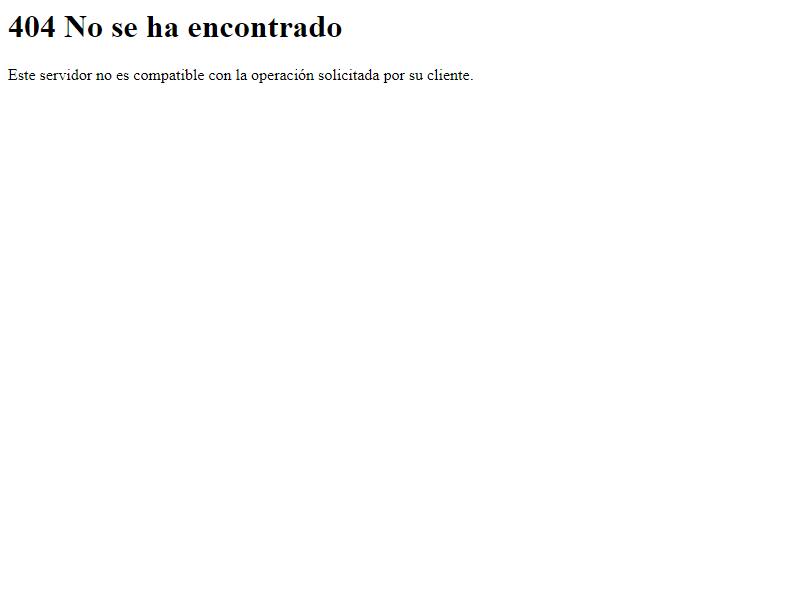 404 No se ha encontrado
Este servidor no es compatible con la operación solicitada por su cliente.